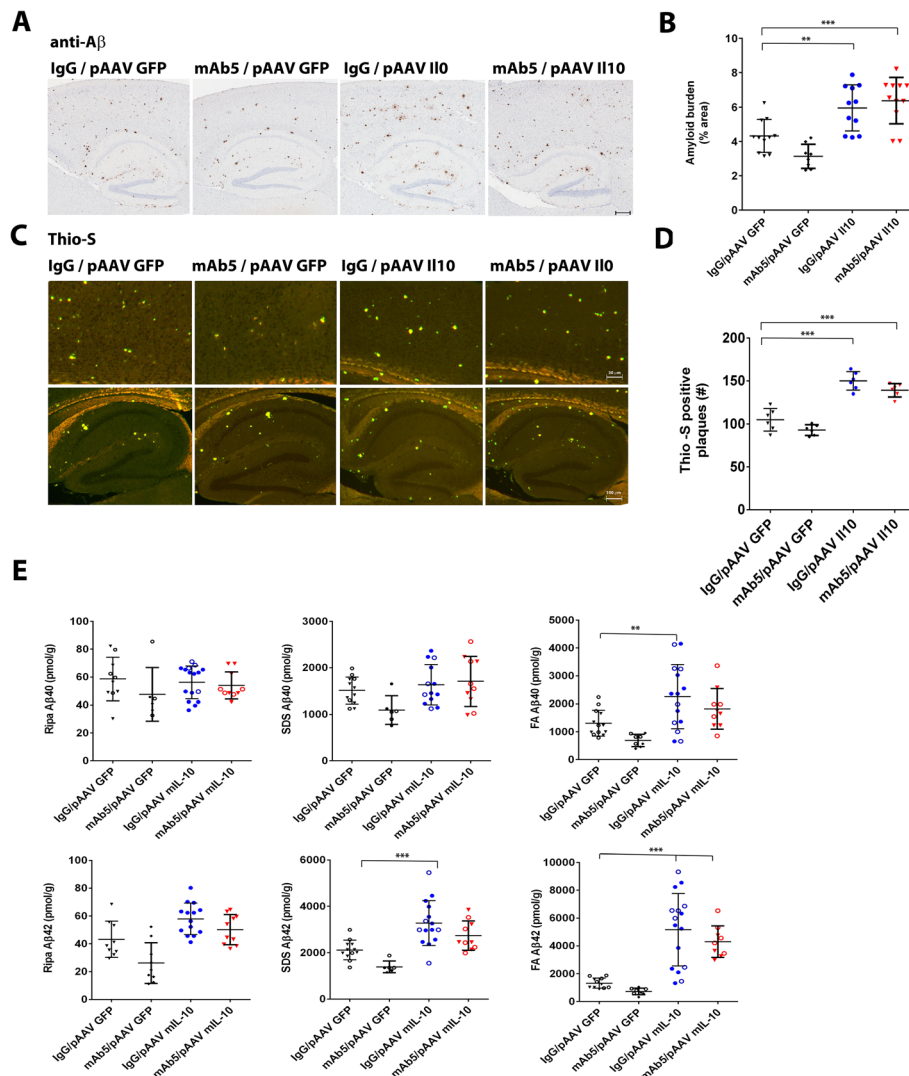 A
anti-Aβ
IgG / pAAV GFP
mAb5 / pAAV GFP
IgG / pAAV Il0
mAb5 / pAAV Il10
B
***
**
Amyloid burden
(% area)
10
8
6
4
2
0
IgG/pAAV GFP
mAb5/pAAV GFP
IgG/pAAV Il10
mAb5/pAAV Il10
C
Thio-S
IgG / pAAV GFP
mAb5 / pAAV GFP
IgG / pAAV Il10
mAb5 / pAAV Il0
100 µm
D
***
***
Thio -S positive
plaques (#)
200
150
100
50
0
IgG/pAAV GFP
mAb5/pAAV GFP
IgG/pAAV Il10
mAb5/pAAV Il10
E
Ripa Aβ40 (pmol/g)
100
80
60
40
20
0
IgG/pAAV GFP
mAb5/pAAV GFP
IgG/pAAV mIL-10
mAb5/pAAV mIL-10
SDS Aβ40 (pmol/g)
3000
2000
1000
0
IgG/pAAV GFP
mAb5/pAAV GFP
IgG/pAAV mIL-10
mAb5/pAAV mIL-10
**
FA Aβ40 (pmol/g)
5000
4000
3000
2000
1000
0
IgG/pAAV GFP
mAb5/pAAV GFP
IgG/pAAV mIL-10
mAb5/pAAV mIL-10
Ripa Aβ42 (pmol/g)
100
80
60
40
20
0
IgG/pAAV GFP
mAb5/pAAV GFP
IgG/pAAV mIL-10
mAb5/pAAV mIL-10
***
SDS Aβ42 (pmol/g)
6000
4000
2000
0
IgG/pAAV GFP
mAb5/pAAV GFP
IgG/pAAV mIL-10
mAb5/pAAV mIL-10
***
FA Aβ42 (pmol/g)
10000
8000
6000
4000
2000
0
IgG/pAAV GFP
mAb5/pAAV GFP
IgG/pAAV mIL-10
mAb5/pAAV mIL-10